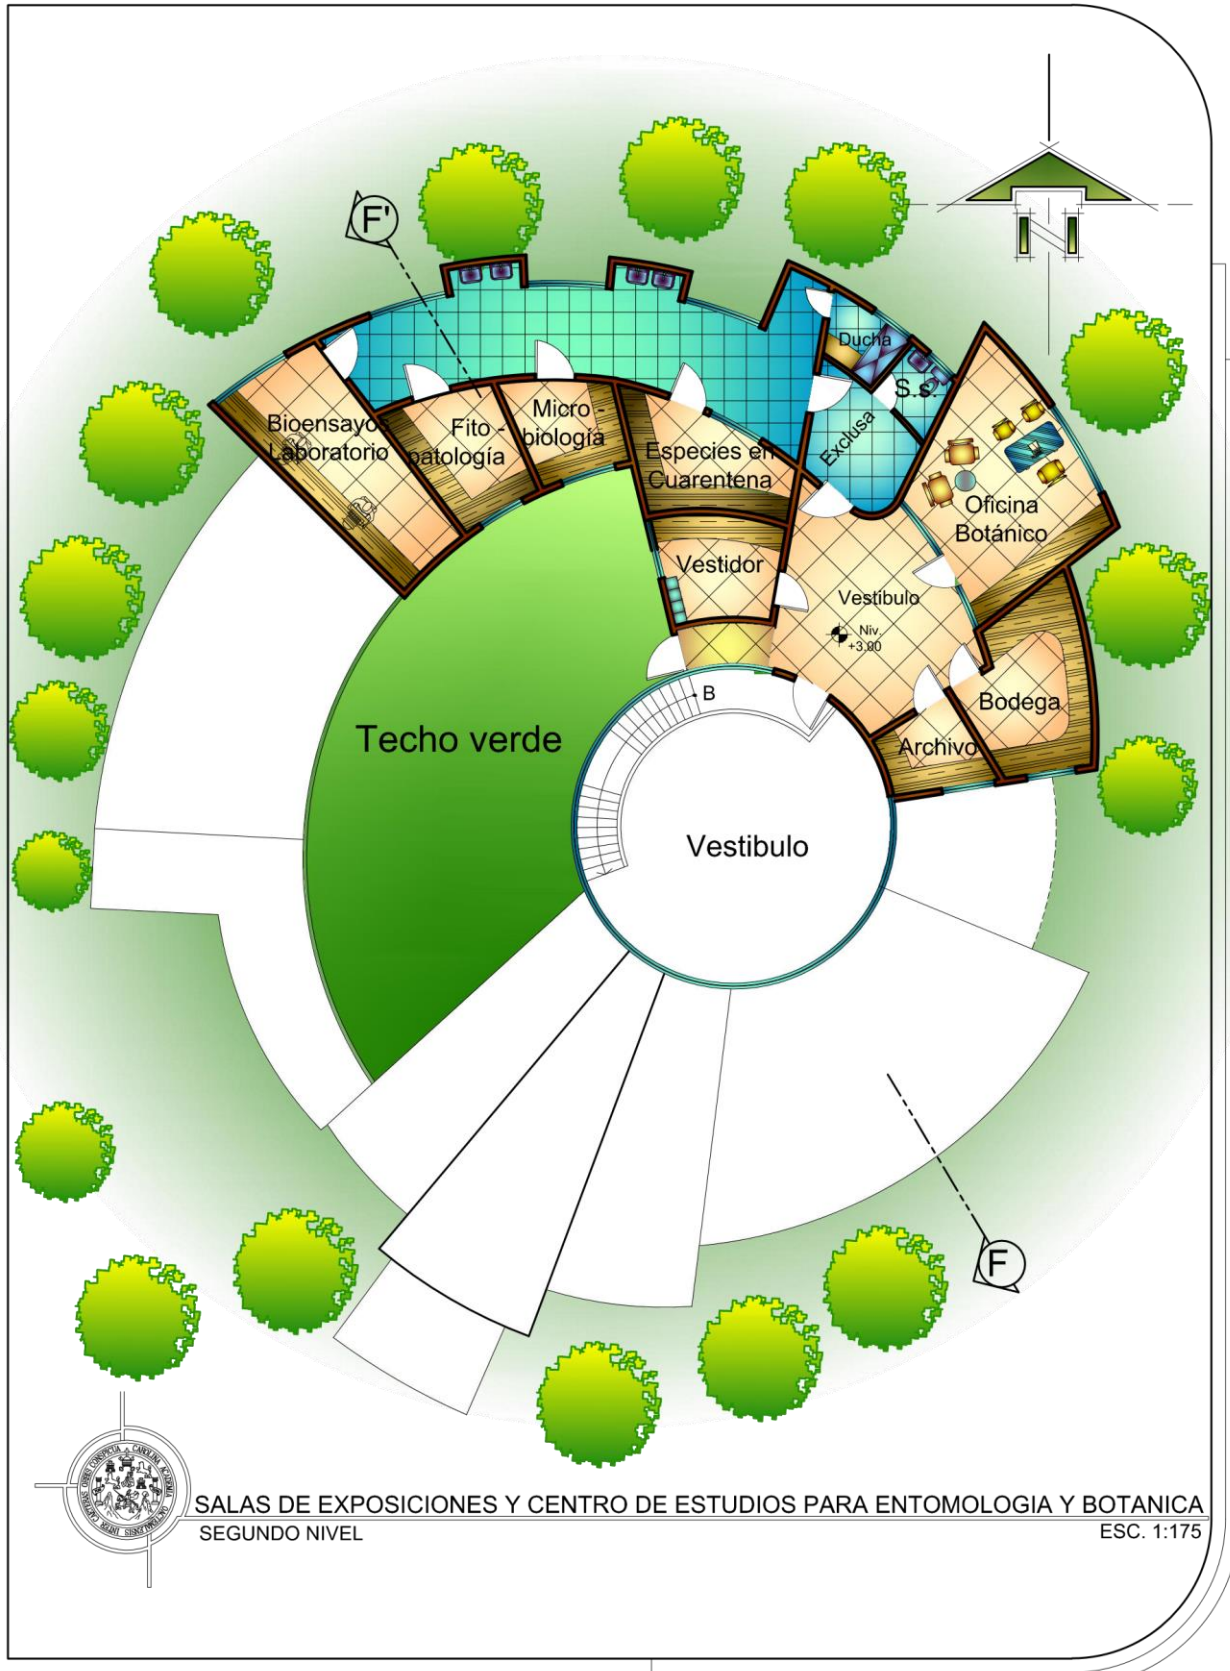 N
F'
Ducha
S.s.
Exclusa
Bioensayos
Laboratorio
Fito -
patología
Micro -
biología
Especies en
Cuarentena
Oficina
Botánico
Vestidor
Vestibulo
Niv.
+3.00
B
Bodega
Archivo
Techo verde
Vestibulo
F
SALAS DE EXPOSICIONES Y CENTRO DE ESTUDIOS PARA ENTOMOLOGIA Y BOTANICA
SEGUNDO NIVEL
ESC. 1:175